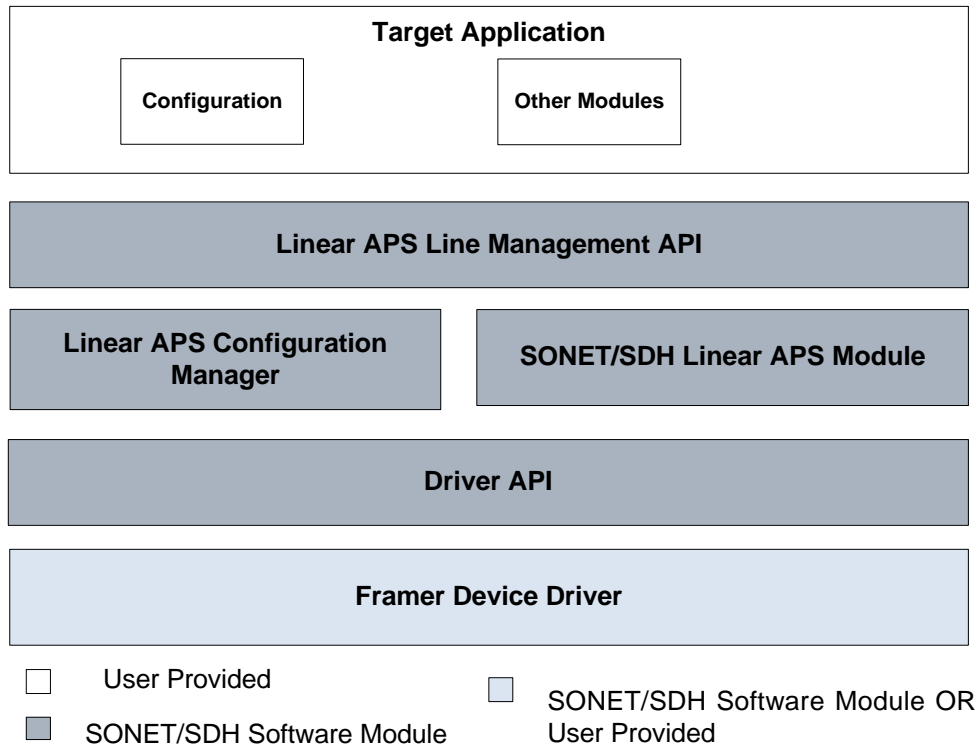 Target Application
Configuration
Other Modules
Linear APS Line Management API
Linear APS Configuration
Manager
SONET/SDH Linear APS Module
Driver API
Framer Device Driver
User Provided
SONET/SDH Software Module
SONET/SDH Software Module OR
User Provided